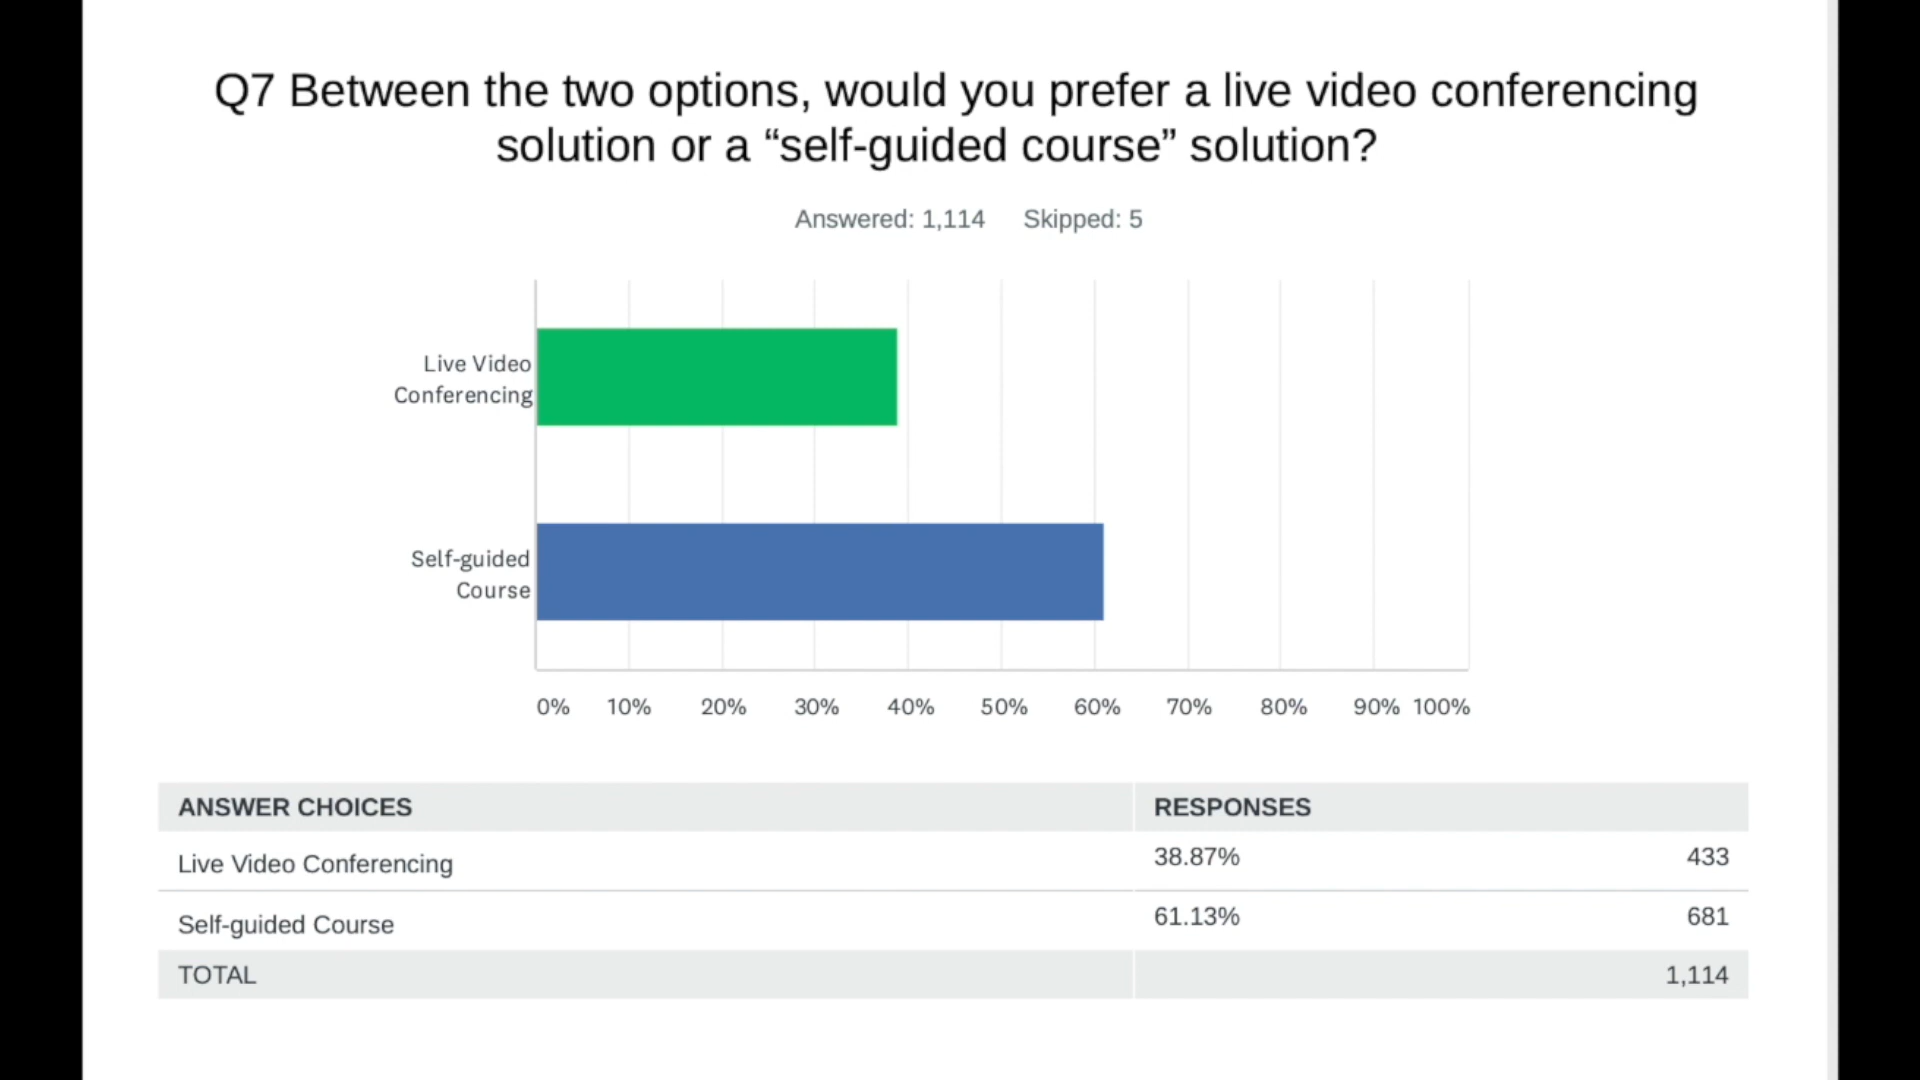 Q7 Between the two options, would you prefer a live video conferencing
solution or a “self-guided course” solution?
Answered: 1,114 Skipped: 5
Live Video
Conferencing
Self-guided
Course
0% 10% 20% 30% 40% 50% 60% 70% 80% 90% 100%
ANSWER CHOICES RESPONSES
Live Video Conferencing 38.87% 433
Self-guided Course 61.13% 681
TOTAL 1,114